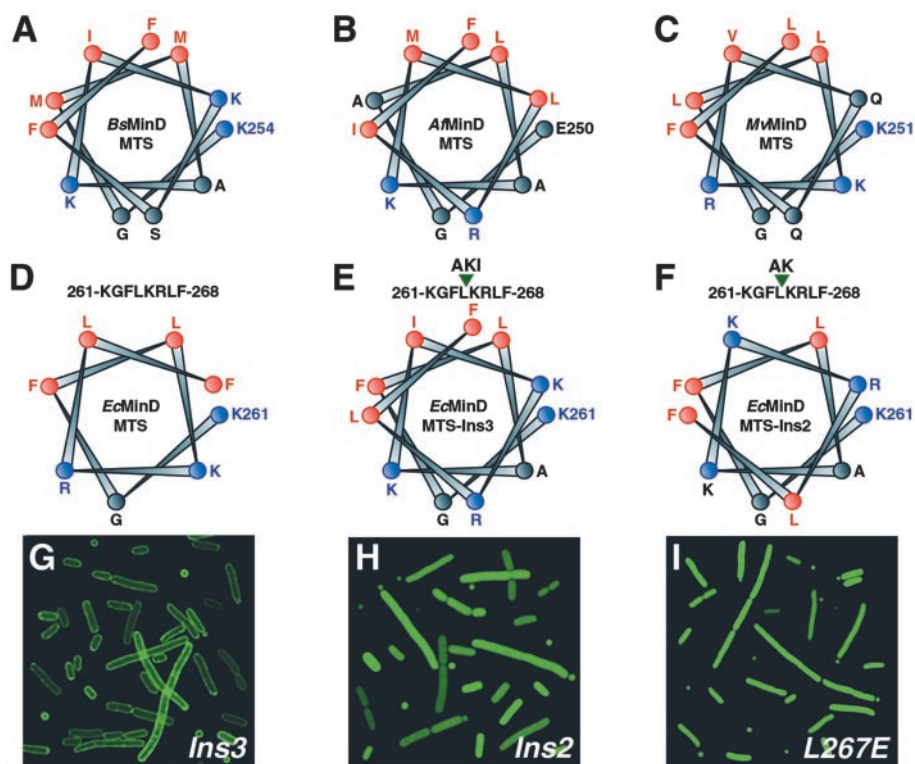 A
F
I
M
M
K
BsMinD
K254
F
MTS
K
A
G
S
B
F
M
L
A
L
AfMinD
E250
I
MTS
K
A
G
R
C
L
V
L
L
Q
MvMinD
K251
F
MTS
R
K
G
Q
D
261-KGFLKRLF-268
L
L
F
F
EcMinD
K261
MTS
R
K
G
E
AKI
261-KGFLKRLF-268
F
I
L
F
K
EcMinD
K261
L
MTS-Ins3
K
A
G
R
F
AK
261-KGFLKRLF-268
K
L
F
R
EcMinD
K261
F
MTS-Ins2
K
A
G
L
G
Ins3
H
Ins2
I
L267E